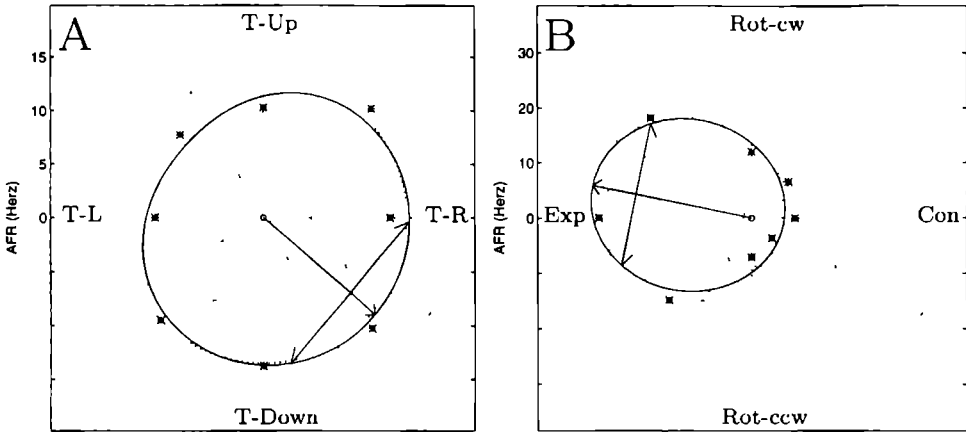 A
T-Up
15
10
5
0
AFR (Herz)
T-L
T-R
T-Down
B
Rot-cw
30
20
10
0
AFR (Herz)
Exp
Con
Rot-ccw